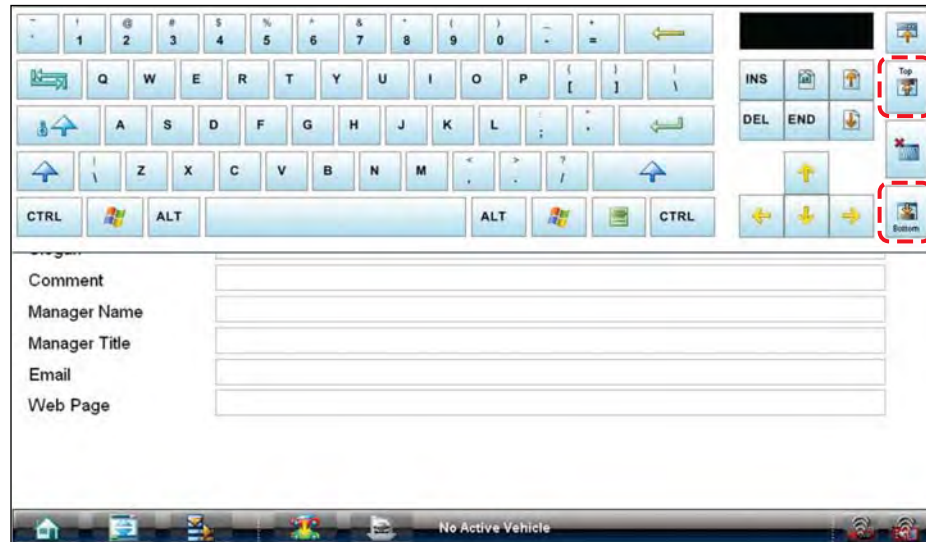 ~ ! @ # $ % ^ & * ( ) _ +
` 1 2 3 4 5 6 7 8 9 0 - =
Top
Q W E R T Y U I O P { [ } ] | \ INS
A S D F G H J K L : ; " ' DEL END
| \ Z X C V B N M < , > . ? /
CTRL ALT ALT CTRL Bottom
Comment
Manager Name
Manager Title
Email
Web Page
No Active Vehicle